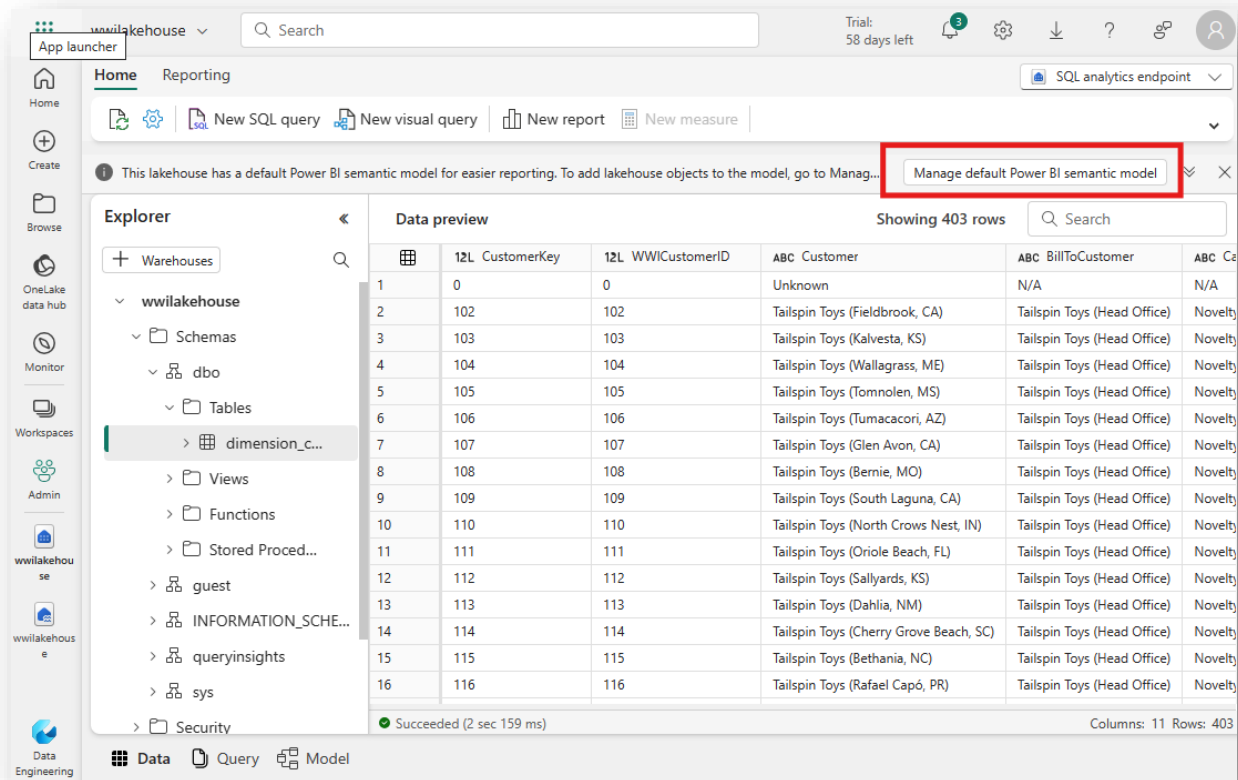 wwilakehouse
Search
Trial:
58 days left
3
App launcher
Home
Reporting
SQL analytics endpoint
SQL
New SQL query
New visual query
New report
New measure
This lakehouse has a default Power BI semantic model for easier reporting. To add lakehouse objects to the model, go to Manag...
Manage default Power BI semantic model
Home
Create
Browse
OneLake
data hub
Monitor
Workspaces
Admin
wwilakehou
se
wwilakehous
e
Data
Engineering
Explorer
Warehouses
wwilakehouse
Schemas
dbo
Tables
dimension_c...
Views
Functions
Stored Proced...
guest
INFORMATION_SCHE...
queryinsights
sys
Security
Data preview
Showing 403 rows
Search
12L CustomerKey 12L WWICustomerID ABC Customer ABC BillToCustomer ABC Ca
1 0 0 Unknown N/A N/A
2 102 102 Tailspin Toys (Fieldbrook, CA) Tailspin Toys (Head Office) Novelty
3 103 103 Tailspin Toys (Kalvesta, KS) Tailspin Toys (Head Office) Novelty
4 104 104 Tailspin Toys (Wallagrass, ME) Tailspin Toys (Head Office) Novelty
5 105 105 Tailspin Toys (Tomnolen, MS) Tailspin Toys (Head Office) Novelty
6 106 106 Tailspin Toys (Tumacacori, AZ) Tailspin Toys (Head Office) Novelty
7 107 107 Tailspin Toys (Glen Avon, CA) Tailspin Toys (Head Office) Novelty
8 108 108 Tailspin Toys (Bernie, MO) Tailspin Toys (Head Office) Novelty
9 109 109 Tailspin Toys (South Laguna, CA) Tailspin Toys (Head Office) Novelty
10 110 110 Tailspin Toys (North Crows Nest, IN) Tailspin Toys (Head Office) Novelty
11 111 111 Tailspin Toys (Oriole Beach, FL) Tailspin Toys (Head Office) Novelty
12 112 112 Tailspin Toys (Sallyards, KS) Tailspin Toys (Head Office) Novelty
13 113 113 Tailspin Toys (Dahlia, NM) Tailspin Toys (Head Office) Novelty
14 114 114 Tailspin Toys (Cherry Grove Beach, SC) Tailspin Toys (Head Office) Novelty
15 115 115 Tailspin Toys (Bethania, NC) Tailspin Toys (Head Office) Novelty
16 116 116 Tailspin Toys (Rafael Capó, PR) Tailspin Toys (Head Office) Novelty
Succeeded (2 sec 159 ms)
Columns: 11 Rows: 403
Data
Query
Model